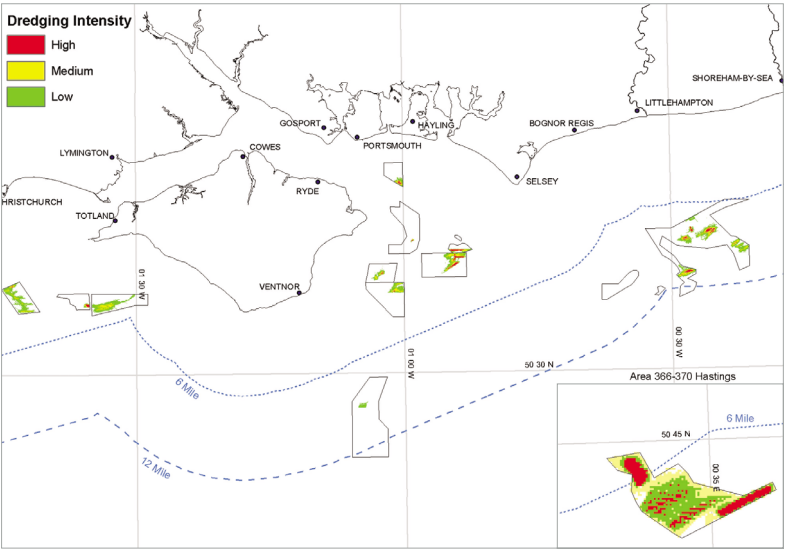 Dredging Intensity
High
Medium
Low
SHOREHAM-BY-SEA
LITTLEHAMPTON
GOSPORT
HAYLING
BOGNOR REGIS
PORTSMOUTH
COWES
LYMINGTON
SELSEY
RYDE
HRISTCHURCH
TOTLAND
VENTNOR
01 30 W
01 00 W
00 30 W
50 30 N
6 Mile
12 Mile
Area 366-370 Hastings
6 Mile
50 45 N
00 35 E